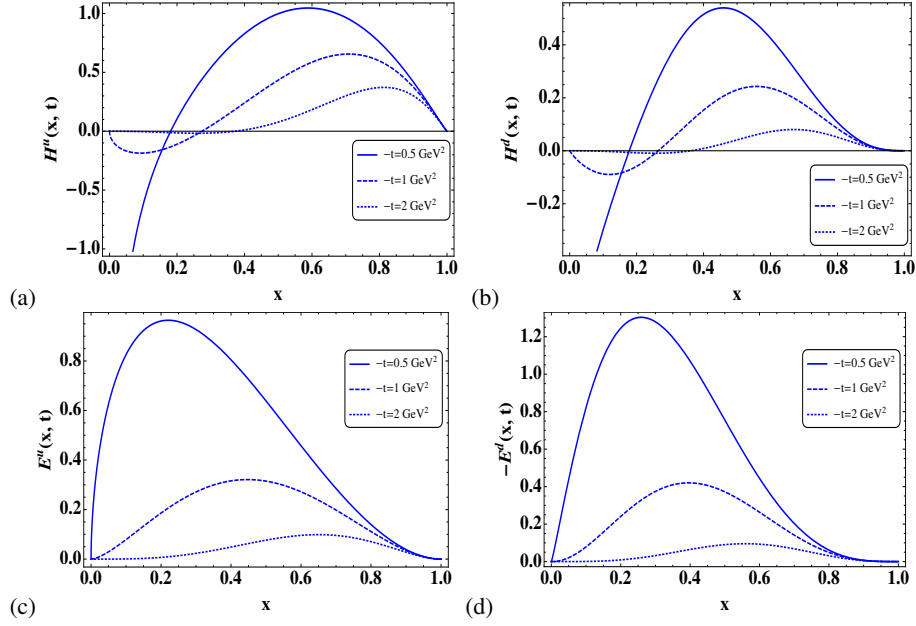 H^u(x, t)
1.0
0.5
0.0
−0.5
−1.0
−t=0.5 GeV²
−t=1 GeV²
−t=2 GeV²
0.0 0.2 0.4 0.6 0.8 1.0
x
(a)
H^d(x, t)
0.4
0.2
0.0
−0.2
−t=0.5 GeV²
−t=1 GeV²
−t=2 GeV²
0.0 0.2 0.4 0.6 0.8 1.0
x
(b)
E^u(x, t)
0.8
0.6
0.4
0.2
0.0
−t=0.5 GeV²
−t=1 GeV²
−t=2 GeV²
0.0 0.2 0.4 0.6 0.8 1.0
x
(c)
−E^d(x, t)
1.2
1.0
0.8
0.6
0.4
0.2
0.0
−t=0.5 GeV²
−t=1 GeV²
−t=2 GeV²
0.0 0.2 0.4 0.6 0.8 1.0
x
(d)